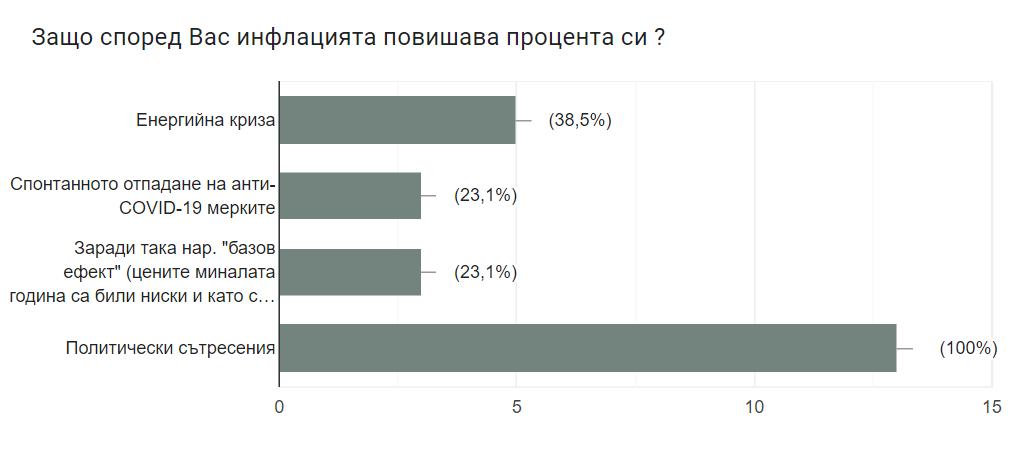 Защо според Вас инфлацията повишава процента си ?
Енергийна криза
(38,5%)
Спонтанното отпадане на анти-
COVID-19 мерките
(23,1%)
Заради така нар. "базов
ефект" (цените миналата
година са били ниски и като с…
(23,1%)
Политически сътресения
(100%)
0
5
10
15